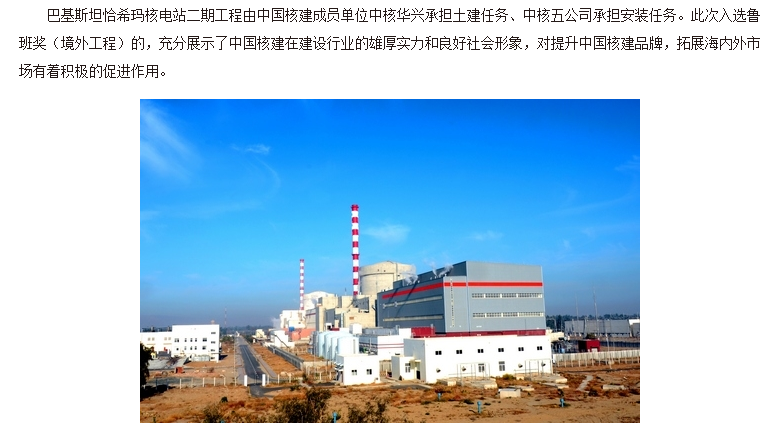 巴基斯坦恰希玛核电站二期工程由中国核建成员单位中核华兴承担土建任务、中核五公司承担安装任务。此次入选鲁
班奖（境外工程）的，充分展示了中国核建在建设行业的雄厚实力和良好社会形象，对提升中国核建品牌，拓展海内外市
场有着积极的促进作用。